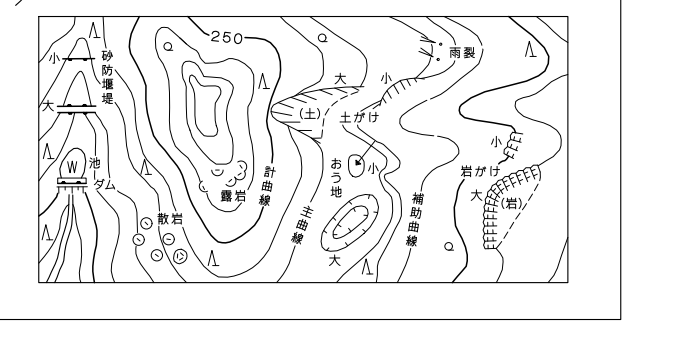 250
小
砂防堰堤
大
池
W
ダム
露岩
散岩
計曲線
主曲線
大
(土)
小
土がけ
雨裂
おう地
小
大
補助曲線
小
岩がけ
大
(岩)